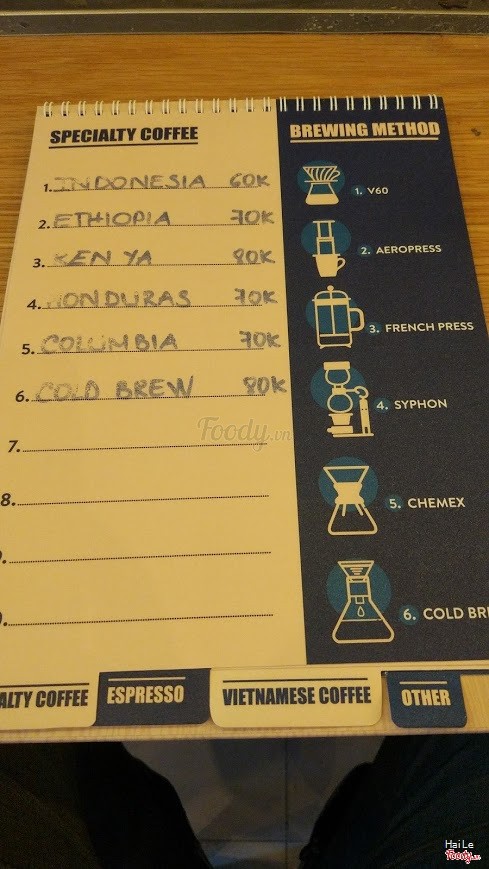 SPECIALTY COFFEE
1. INDONESIA 60K
2. ETHIOPIA 70K
3. KEN YA 80K
4. HONDURAS 70K
5. COLUMBIA 70K
6. COLD BREW 80K
7.
8.
BREWING METHOD
1. V60
2. AEROPRESS
3. FRENCH PRESS
4. SYPHON
5. CHEMEX
6. COLD BRE
Foody.vn
ALTY COFFEE
ESPRESSO
VIETNAMESE COFFEE
OTHER
Hai Le
Foody.vn